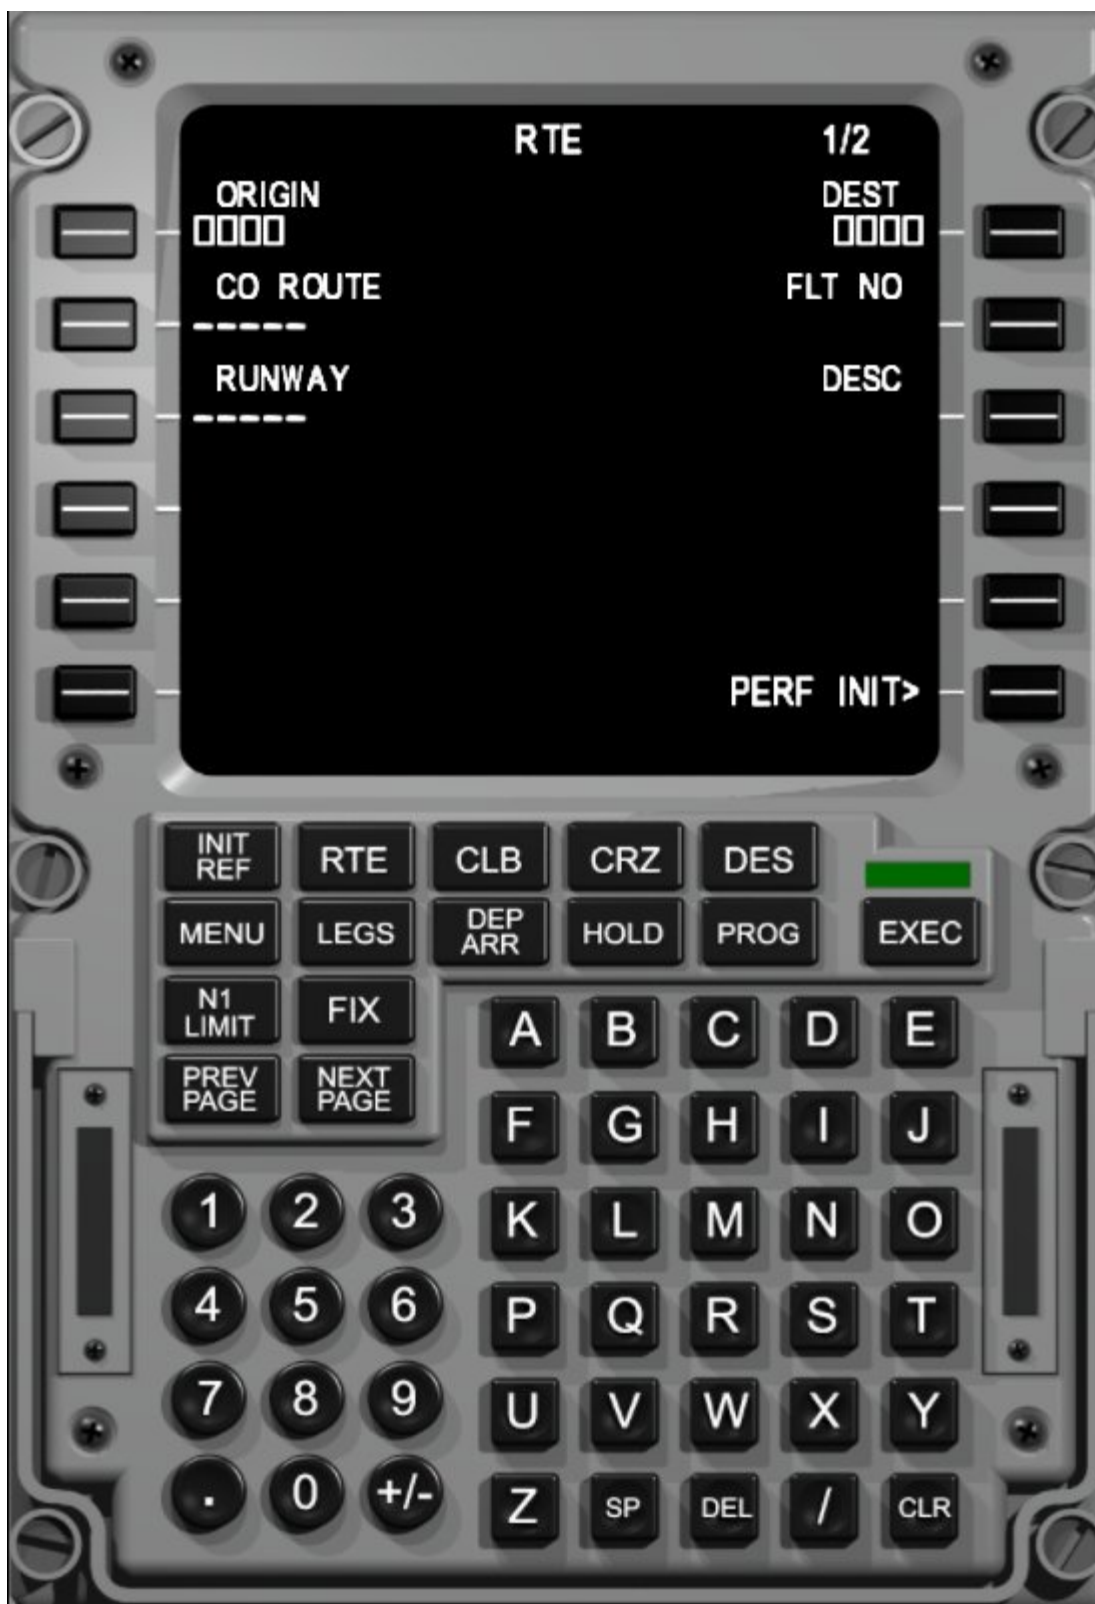 RTE 1/2
ORIGIN DEST
▯▯▯▯ ▯▯▯▯
CO ROUTE FLT NO
-----
RUNWAY DESC
-----
PERF INIT>
INIT REF RTE CLB CRZ DES
MENU LEGS DEP ARR HOLD PROG EXEC
N1 LIMIT FIX
PREV PAGE NEXT PAGE
A B C D E
F G H I J
1 2 3 K L M N O
4 5 6 P Q R S T
7 8 9 U V W X Y
. 0 +/- Z SP DEL / CLR